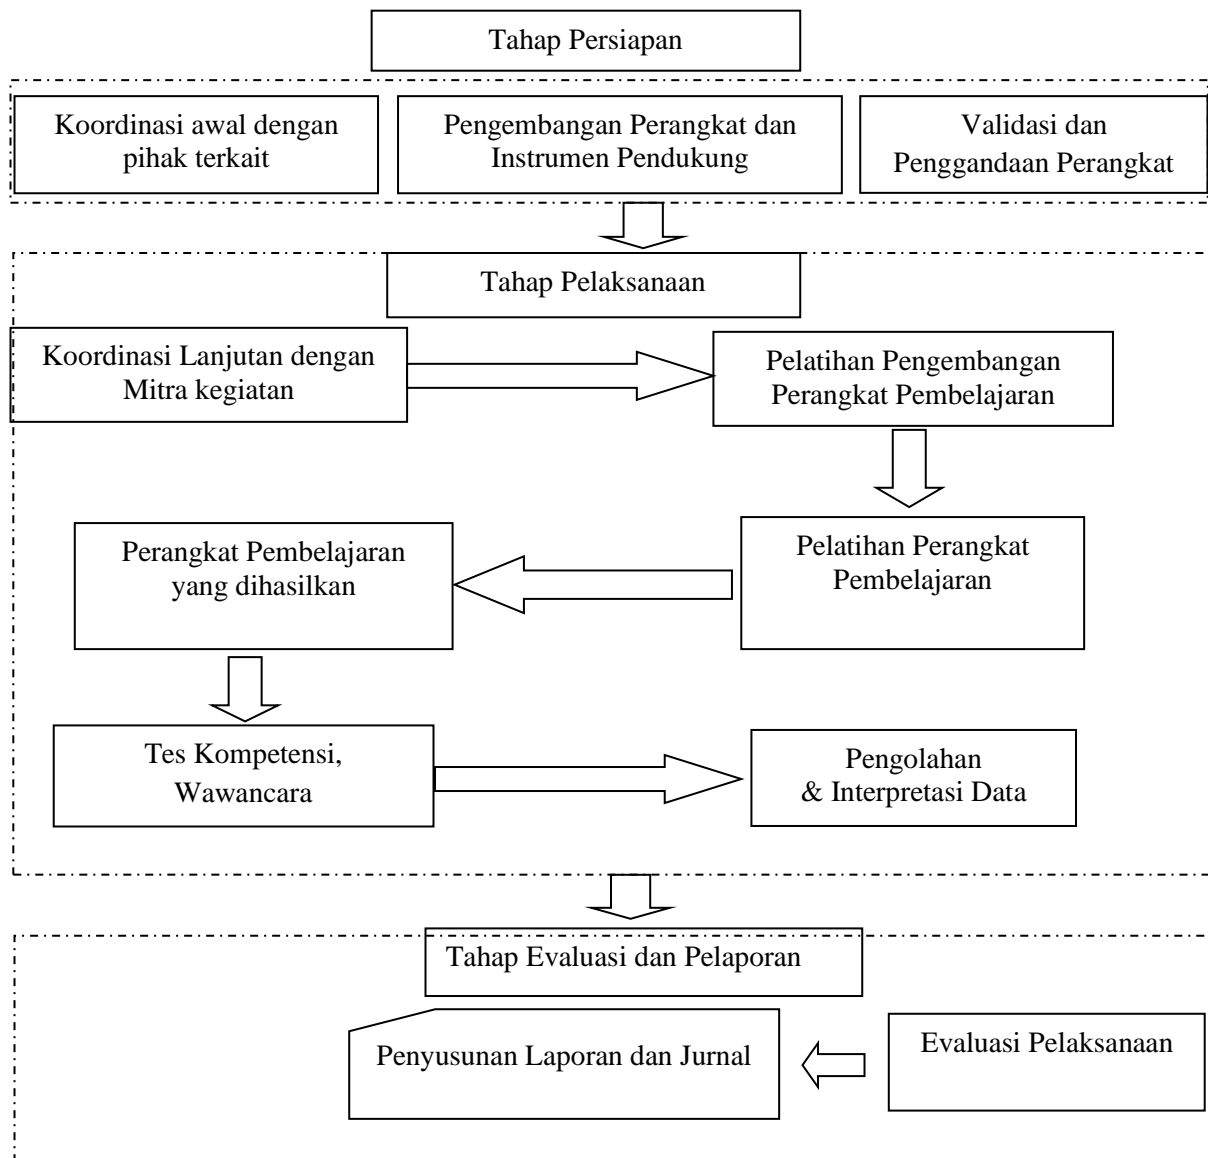 Tahap Persiapan
Koordinasi awal dengan
pihak terkait
Pengembangan Perangkat dan
Instrumen Pendukung
Validasi dan
Penggandaan Perangkat
Tahap Pelaksanaan
Koordinasi Lanjutan dengan
Mitra kegiatan
Pelatihan Pengembangan
Perangkat Pembelajaran
Pelatihan Perangkat
Pembelajaran
Perangkat Pembelajaran
yang dihasilkan
Tes Kompetensi,
Wawancara
Pengolahan
& Interpretasi Data
Tahap Evaluasi dan Pelaporan
Evaluasi Pelaksanaan
Penyusunan Laporan dan Jurnal